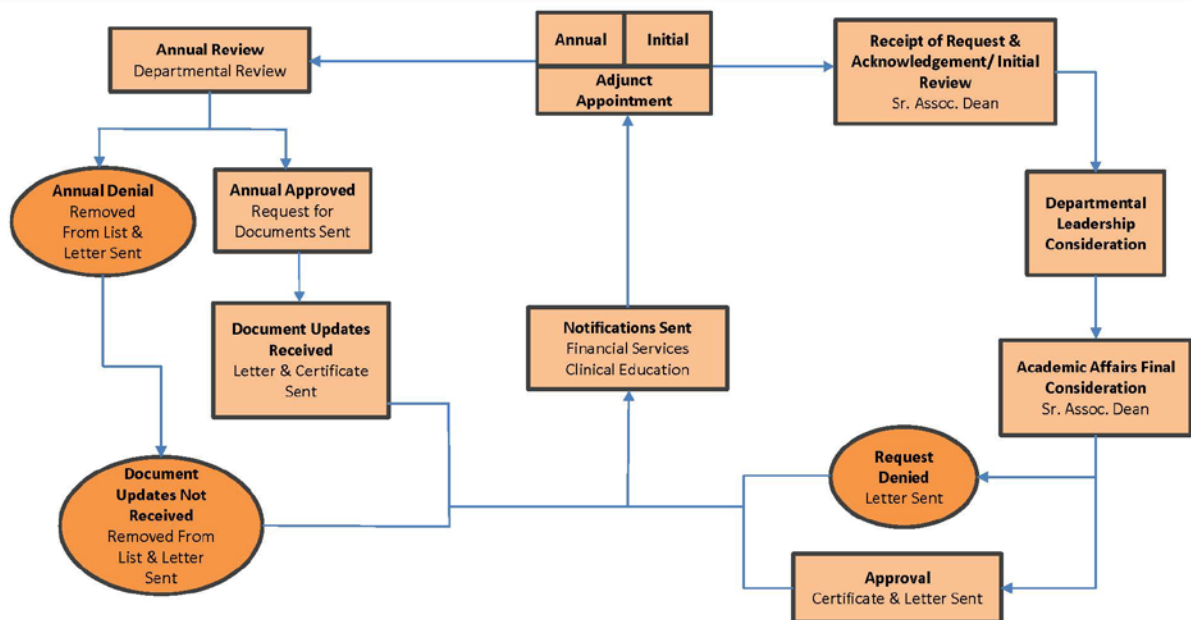 Annual Review
Departmental Review
Annual
Initial
Adjunct
Appointment
Receipt of Request &
Acknowledgement/ Initial
Review
Sr. Assoc. Dean
Annual Denial
Removed
From List &
Letter Sent
Annual Approved
Request for
Documents Sent
Departmental
Leadership
Consideration
Document Updates
Received
Letter & Certificate
Sent
Notifications Sent
Financial Services
Clinical Education
Academic Affairs Final
Consideration
Sr. Assoc. Dean
Document
Updates Not
Received
Removed From
List & Letter
Sent
Request
Denied
Letter Sent
Approval
Certificate & Letter Sent